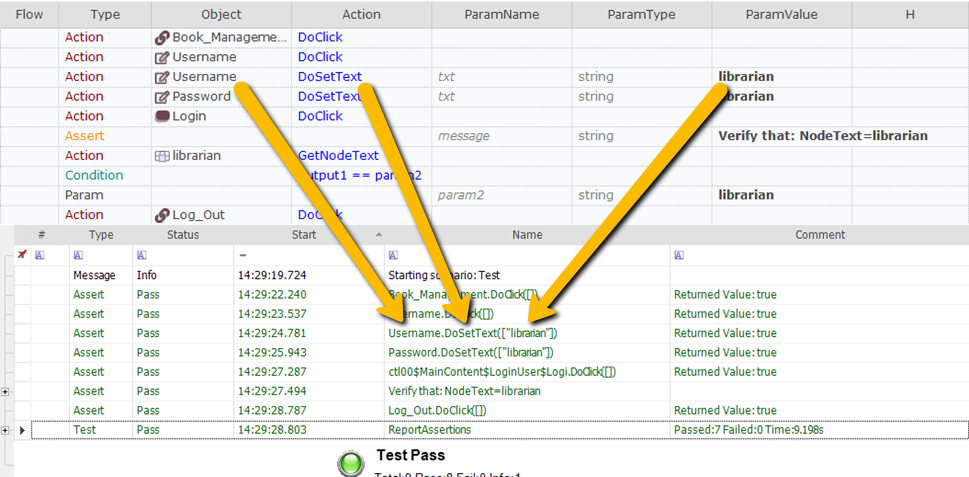 Flow Type Object Action ParamName ParamType ParamValue H
Action Book_Manageme... DoClick
Action Username DoClick
Action Username DoSetText txt string librarian
Action Password DoSetText txt string librarian
Action Login DoClick
Assert message string Verify that: NodeText=librarian
Action librarian GetNodeText
Condition output1 == param2
Param param2 librarian
Action Log_Out DoClick
# Type Status Start Name Comment
Message Info 14:29:19.724 Starting scenario: Test
Assert Pass 14:29:22.240 Book_Management.DoClick([]) Returned Value: true
Assert Pass 14:29:23.537 Username.DoClick([]) Returned Value: true
Assert Pass 14:29:24.781 Username.DoSetText(["librarian"]) Returned Value: true
Assert Pass 14:29:25.943 Password.DoSetText(["librarian"]) Returned Value: true
Assert Pass 14:29:27.287 ctl00$MainContent$LoginUser$Logi.DoClick([]) Returned Value: true
Assert Pass 14:29:27.494 Verify that: NodeText=librarian
Assert Pass 14:29:28.787 Log_Out.DoClick([]) Returned Value: true
Test Pass 14:29:28.803 ReportAssertions Passed:7 Failed:0 Time:9.198s
Test Pass
Total:9 Pass:8 Fail:0 Info:1